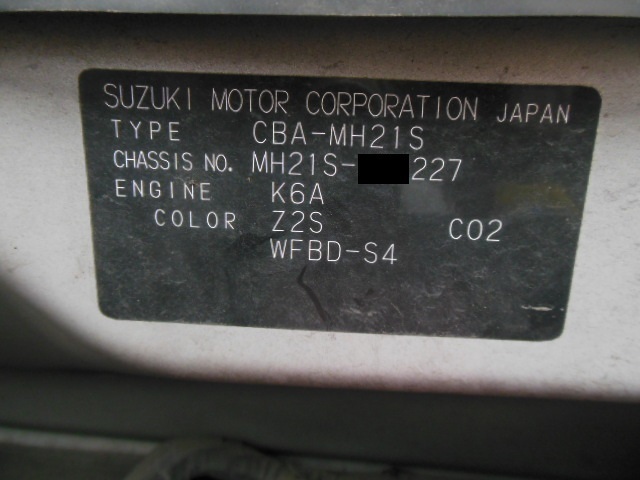 SUZUKI MOTOR CORPORATION JAPAN
TYPE CBA-MH21S
CHASSIS NO. MH21S- 227
ENGINE K6A
COLOR Z2S C02
WFBD-S4